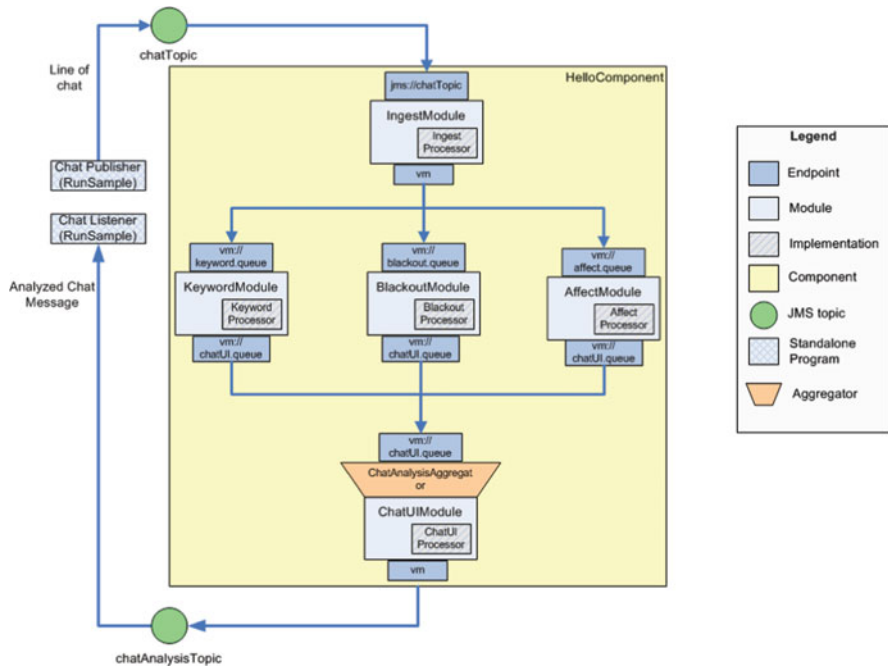 chatTopic
Line of
chat
HelloComponent
jms://chatTopic
IngestModule
Ingest
Processor
vm
Chat Publisher
(RunSample)
Chat Listener
(RunSample)
Analyzed Chat
Message
vm://
keyword.queue
KeywordModule
Keyword
Processor
vm://
chatUI.queue
vm://
blackout.queue
BlackoutModule
Blackout
Processor
vm://
chatUI.queue
vm://
affect.queue
AffectModule
Affect
Processor
vm://
chatUI.queue
vm://
chatUI.queue
ChatAnalysisAggregat
or
ChatUIModule
ChatUI
Processor
vm
chatAnalysisTopic
Legend
Endpoint
Module
Implementation
Component
JMS topic
Standalone
Program
Aggregator